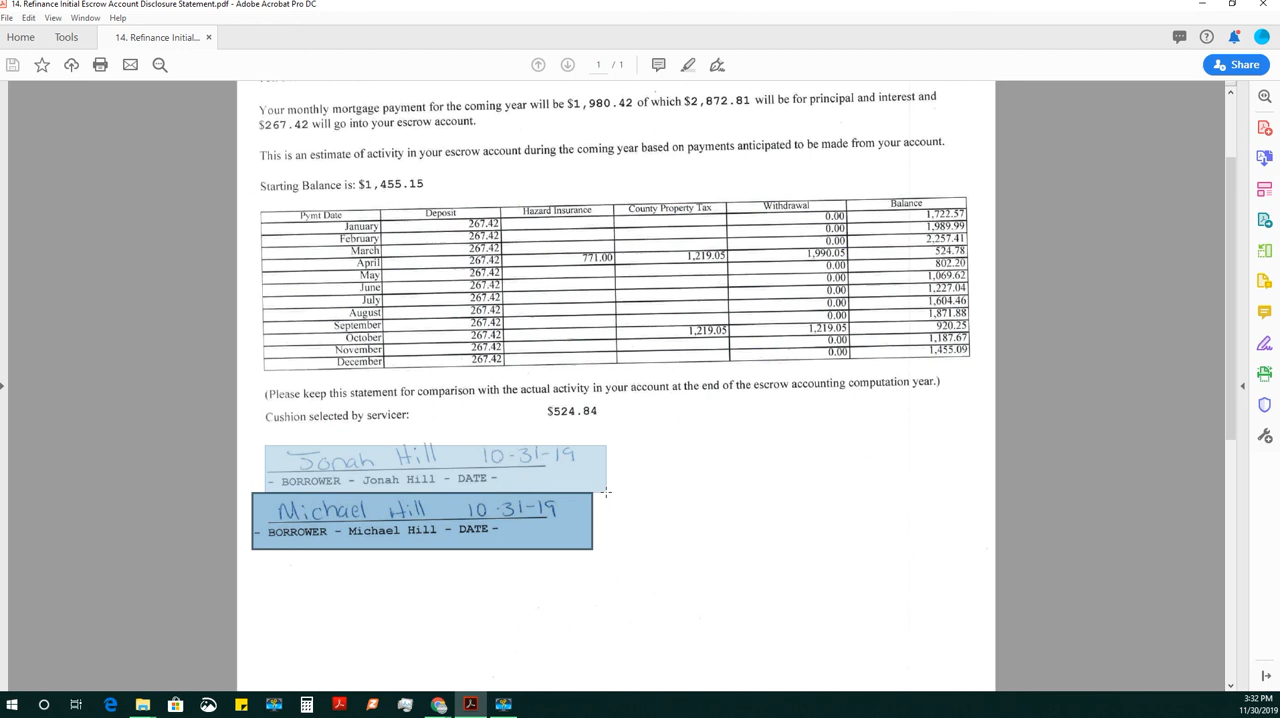 14. Refinance Initial Escrow Account Disclosure Statement.pdf - Adobe Acrobat Pro DC
File Edit View Window Help
Home Tools 14. Refinance Initial... ×
1 / 1
Share
Your monthly mortgage payment for the coming year will be $1,980.42 of which $2,872.81 will be for principal and interest and
$267.42 will go into your escrow account.
This is an estimate of activity in your escrow account during the coming year based on payments anticipated to be made from your account.
Starting Balance is: $1,455.15
Pymt Date Deposit Hazard Insurance County Property Tax Withdrawal Balance
January 267.42 0.00 1,722.57
February 267.42 0.00 1,989.99
March 267.42 0.00 2,257.41
April 267.42 771.00 1,219.05 1,990.05 524.78
May 267.42 0.00 802.20
June 267.42 0.00 1,069.62
July 267.42 0.00 1,227.04
August 267.42 0.00 1,604.46
September 267.42 0.00 1,871.88
October 267.42 1,219.05 1,219.05 920.25
November 267.42 0.00 1,187.67
December 267.42 0.00 1,455.09
(Please keep this statement for comparison with the actual activity in your account at the end of the escrow accounting computation year.)
Cushion selected by servicer: $524.84
Jonah Hill 10-31-19
- BORROWER - Jonah Hill - DATE -
Michael Hill 10-31-19
- BORROWER - Michael Hill - DATE -
3:32 PM
11/30/2019